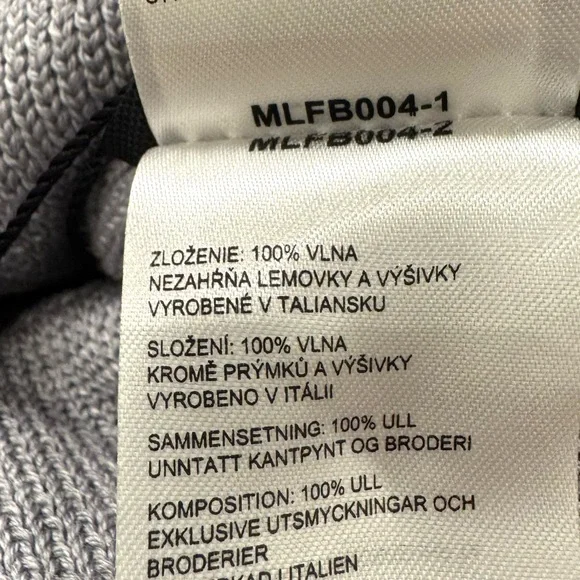 MLFB004-1
MLFB004-2
ZLOŽENIE: 100% VLNA
NEZAHŔŇA LEMOVKY A VÝŠIVKY
VYROBENÉ V TALIANSKU
SLOŽENÍ: 100% VLNA
KROMĚ PRÝMKŮ A VÝŠIVKY
VYROBENO V ITÁLII
SAMMENSETNING: 100% ULL
UNNTATT KANTPYNT OG BRODERI
KOMPOSITION: 100% ULL
EXKLUSIVE UTSMYCKNINGAR OCH
BRODERIER
I ITALIEN